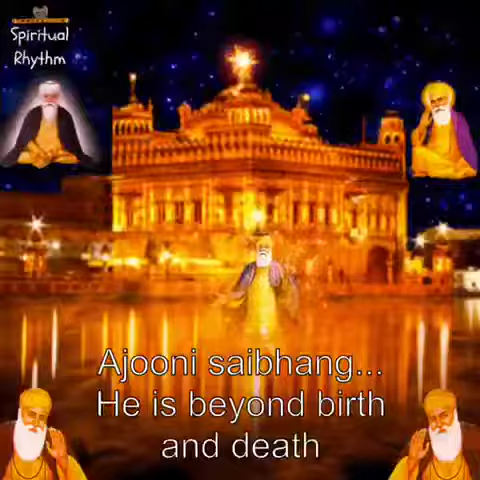 Spiritual
Rhythm
Ajooni saibhang...
He is beyond birth
and death